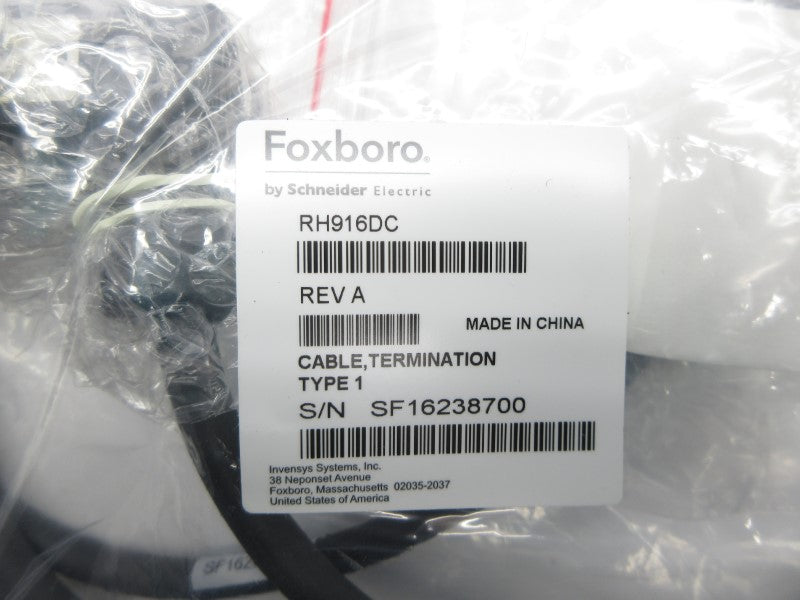 Foxboro®
by Schneider Electric
RH916DC
REV A
MADE IN CHINA
CABLE,TERMINATION
TYPE 1
S/N SF16238700
Invensys Systems, Inc.
38 Neponset Avenue
Foxboro, Massachusetts 02035-2037
United States of America
SF162